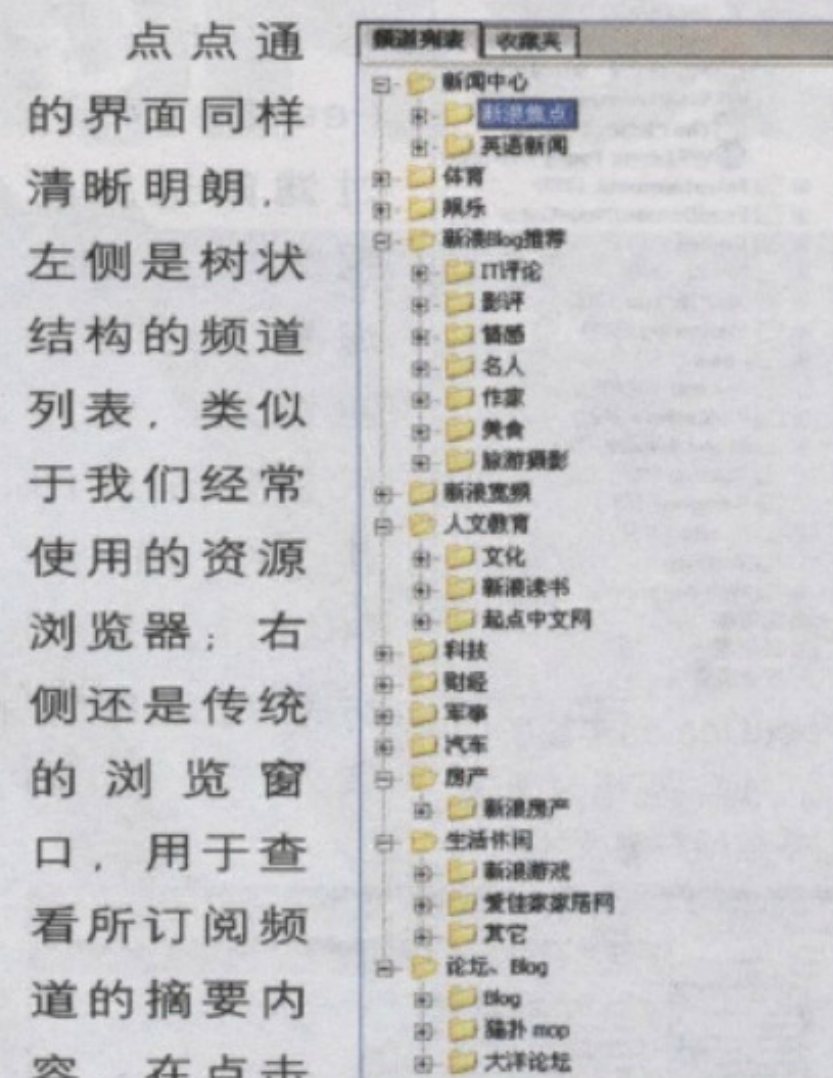 点点通
的界面同样
清晰明朗，
左侧是树状
结构的频道
列表，类似
于我们经常
使用的资源
浏览器；右
侧还是传统
的浏览窗
口，用于查
看所订阅频
道的摘要内
容，在点击
频道列表 收藏夹
新闻中心
英语新闻
体育
娱乐
新浪Blog推荐
IT评论
影评
情感
名人
作家
美食
旅游摄影
新浪宽频
人文教育
文化
新浪读书
起点中文网
科技
财经
军事
汽车
房产
新浪房产
生活休闲
新浪游戏
其它
论坛、Blog
Blog
猫扑 mop
大洋论坛